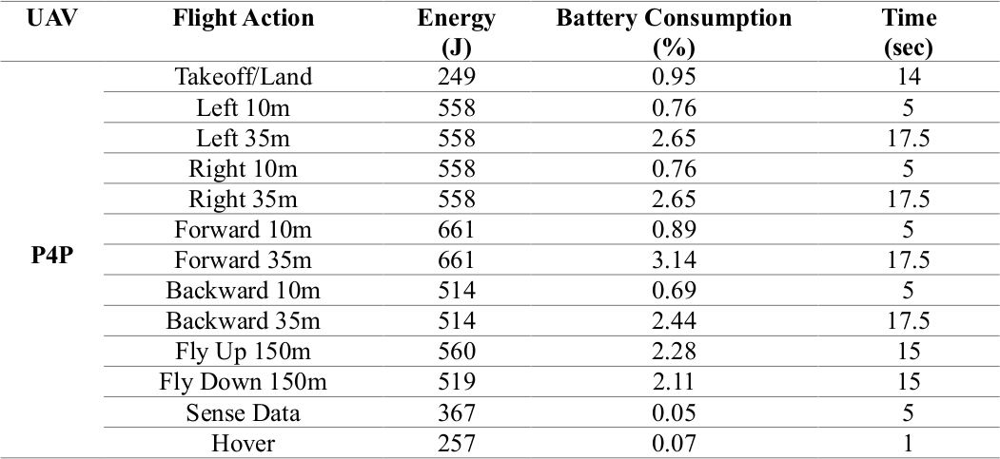 UAV Flight Action Energy (J) Battery Consumption (%) Time (sec)
P4P
Takeoff/Land 249 0.95 14
Left 10m 558 0.76 5
Left 35m 558 2.65 17.5
Right 10m 558 0.76 5
Right 35m 558 2.65 17.5
Forward 10m 661 0.89 5
Forward 35m 661 3.14 17.5
Backward 10m 514 0.69 5
Backward 35m 514 2.44 17.5
Fly Up 150m 560 2.28 15
Fly Down 150m 519 2.11 15
Sense Data 367 0.05 5
Hover 257 0.07 1